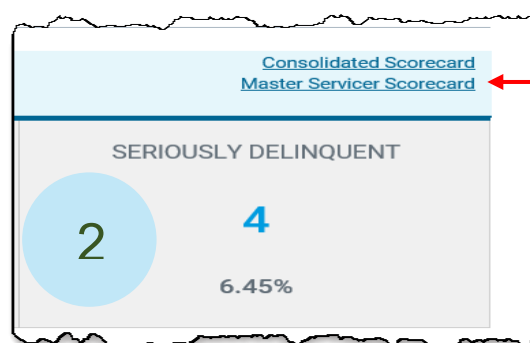 Consolidated Scorecard
Master Servicer Scorecard
SERIOUSLY DELINQUENT
2
4
6.45%